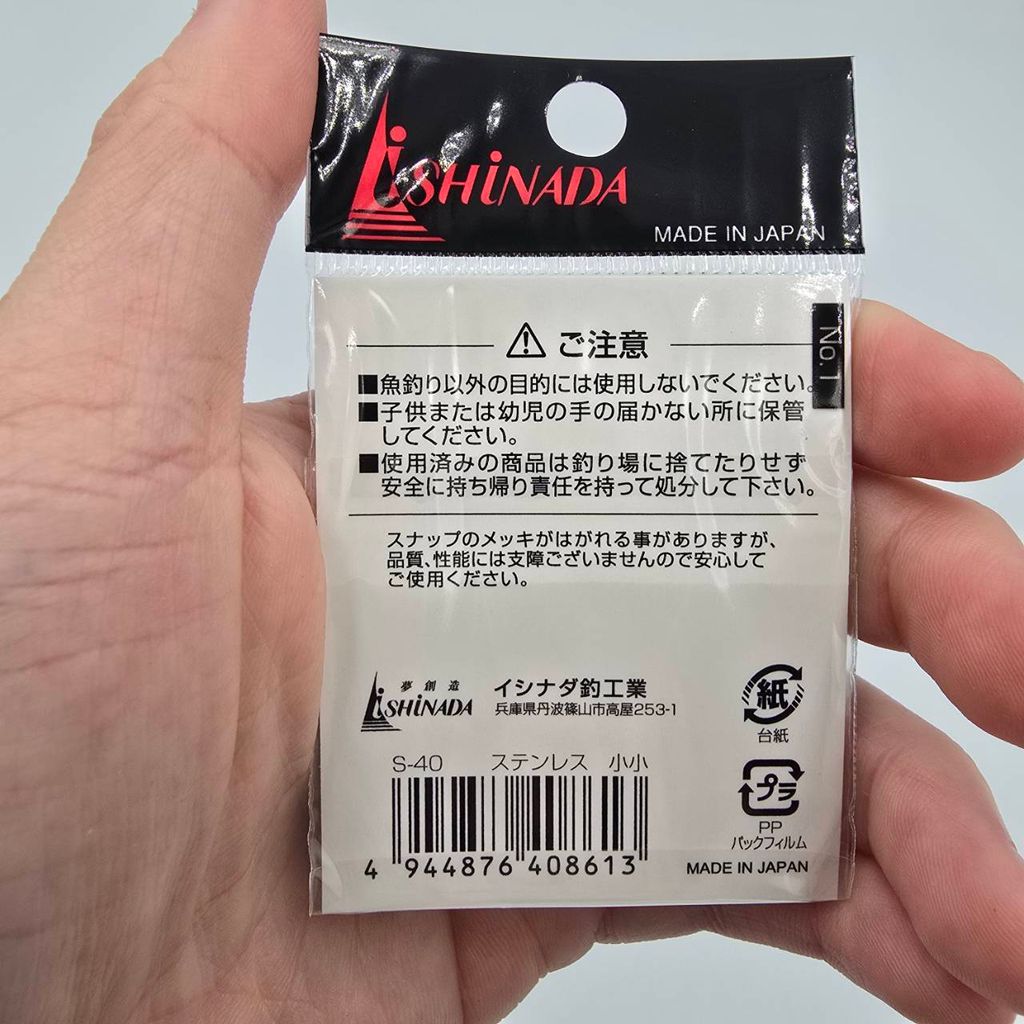 iSHiNADA
MADE IN JAPAN
No.1
⚠ ご注意
■魚釣り以外の目的には使用しないでください。
■子供または幼児の手の届かない所に保管
してください。
■使用済みの商品は釣り場に捨てたりせず
安全に持ち帰り責任を持って処分して下さい。
スナップのメッキがはがれる事がありますが、
品質、性能には支障ございませんので安心して
ご使用ください。
夢創造
iSHiNADA
イシナダ釣工業
兵庫県丹波篠山市高屋253-1
紙
台紙
S-40 ステンレス 小小
プラ
PP
パックフィルム
4 944876 408613
MADE IN JAPAN